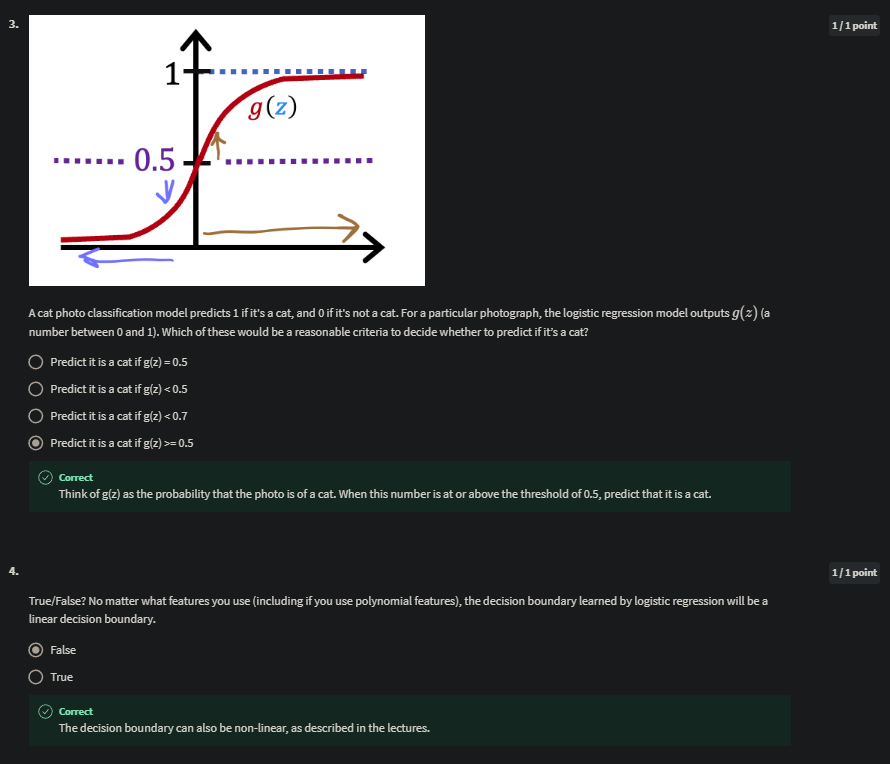 3.
1 / 1 point
1
g(z)
0.5
A cat photo classification model predicts 1 if it's a cat, and 0 if it's not a cat. For a particular photograph, the logistic regression model outputs g(z) (a
number between 0 and 1). Which of these would be a reasonable criteria to decide whether to predict if it's a cat?
Predict it is a cat if g(z) = 0.5
Predict it is a cat if g(z) < 0.5
Predict it is a cat if g(z) < 0.7
Predict it is a cat if g(z) >= 0.5
Correct
Think of g(z) as the probability that the photo is of a cat. When this number is at or above the threshold of 0.5, predict that it is a cat.
4.
1 / 1 point
True/False? No matter what features you use (including if you use polynomial features), the decision boundary learned by logistic regression will be a
linear decision boundary.
False
True
Correct
The decision boundary can also be non-linear, as described in the lectures.